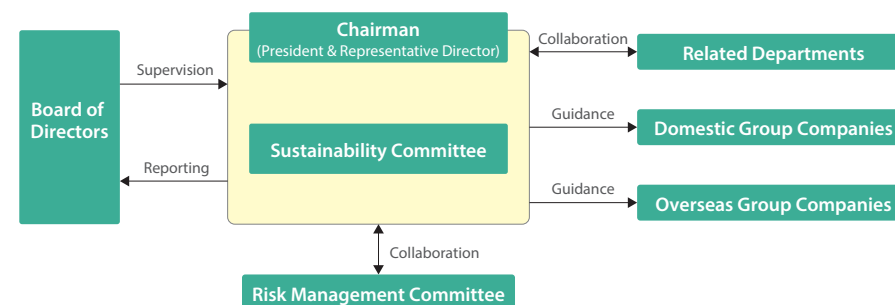 Chairman
(President & Representative Director)
Collaboration
Related Departments
Supervision
Board of
Directors
Guidance
Domestic Group Companies
Sustainability Committee
Reporting
Guidance
Overseas Group Companies
Collaboration
Risk Management Committee